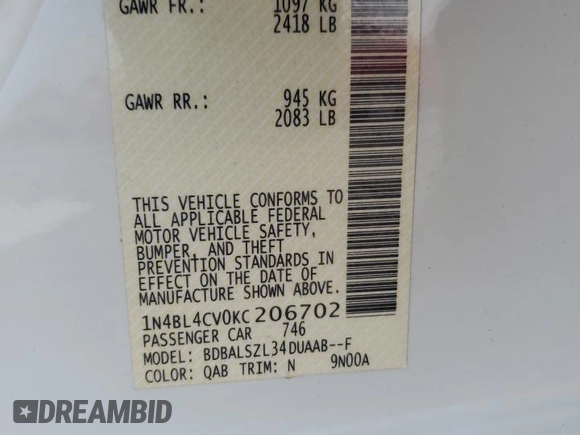 GAWR FR.: 1097 KG
2418 LB
GAWR RR.: 945 KG
2083 LB
THIS VEHICLE CONFORMS TO
ALL APPLICABLE FEDERAL
MOTOR VEHICLE SAFETY,
BUMPER, AND THEFT
PREVENTION STANDARDS IN
EFFECT ON THE DATE OF
MANUFACTURE SHOWN ABOVE.
1N4BL4CV0KC206702
PASSENGER CAR 746
MODEL: BDBALSZL34DUAAB--F
COLOR: QAB TRIM: N 9N00A
DREAMBID